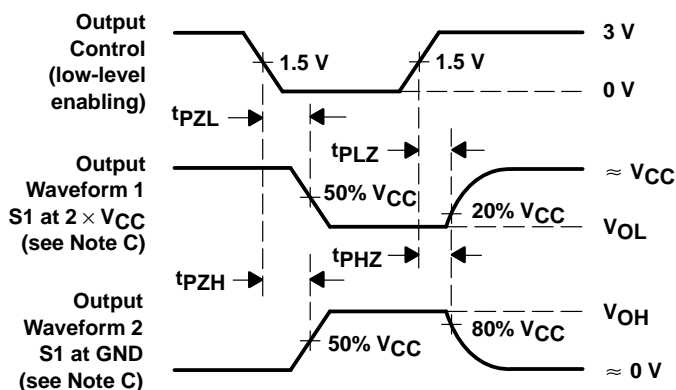 Output
Control
(low-level
enabling)
1.5 V
1.5 V
3 V
0 V
tPZL
tPLZ
Output
Waveform 1
S1 at 2 × VCC
(see Note C)
50% VCC
20% VCC
≈ VCC
VOL
tPZH
tPHZ
Output
Waveform 2
S1 at GND
(see Note C)
50% VCC
80% VCC
VOH
≈ 0 V